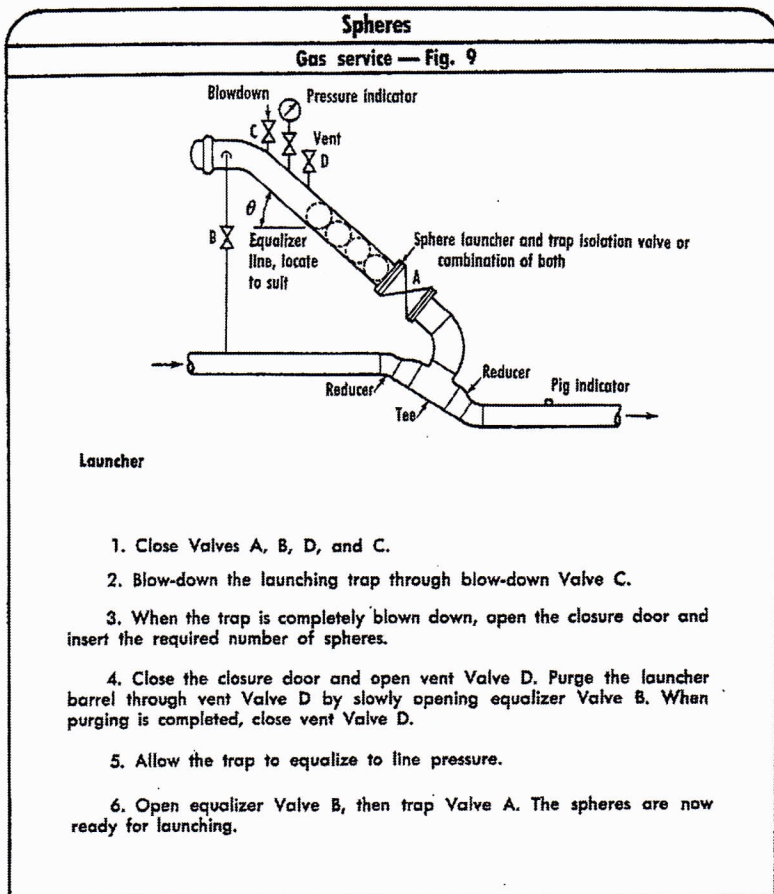 Spheres
Gas service — Fig. 9
Blowdown
Pressure indicator
C
Vent
D
θ
B
Equalizer
line, locate
to suit
Sphere launcher and trap isolation valve or
combination of both
A
Reducer
Reducer
Tee
Pig indicator
Launcher
1. Close Valves A, B, D, and C.
2. Blow-down the launching trap through blow-down Valve C.
3. When the trap is completely blown down, open the closure door and
insert the required number of spheres.
4. Close the closure door and open vent Valve D. Purge the launcher
barrel through vent Valve D by slowly opening equalizer Valve B. When
purging is completed, close vent Valve D.
5. Allow the trap to equalize to line pressure.
6. Open equalizer Valve B, then trap Valve A. The spheres are now
ready for launching.